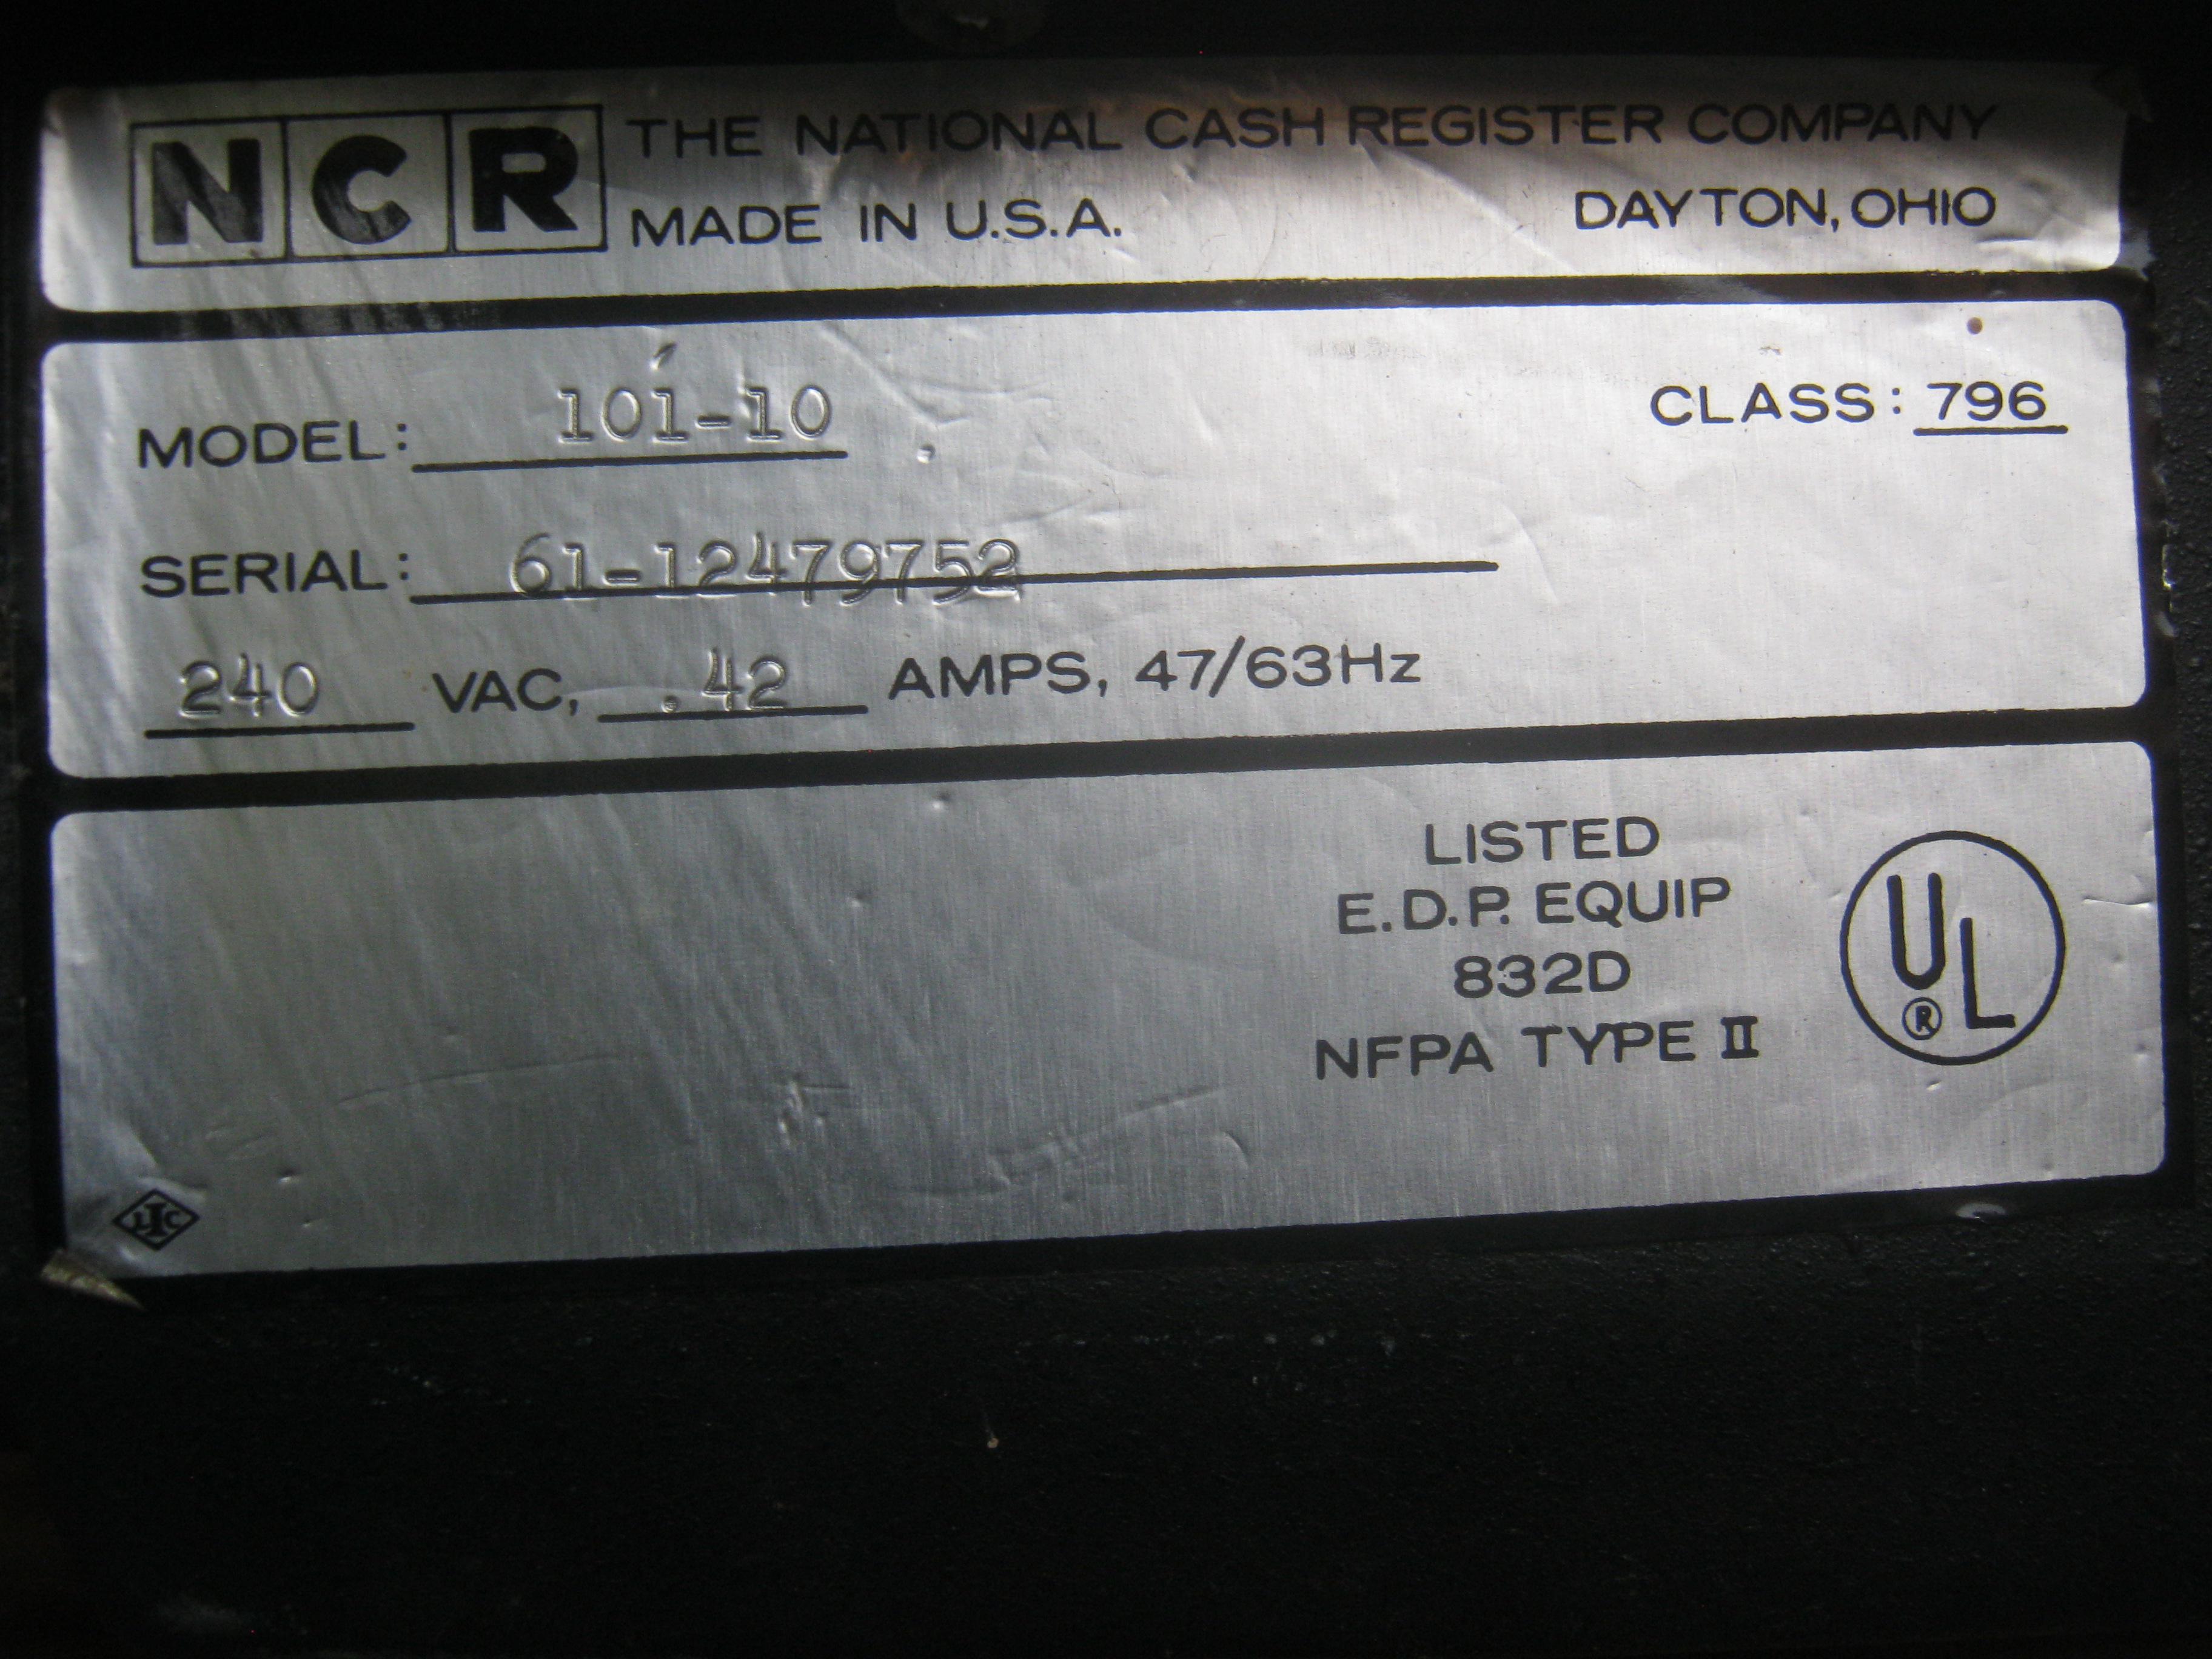 NCR THE NATIONAL CASH REGISTER COMPANY
MADE IN U.S.A. DAYTON, OHIO
MODEL: 101-10 CLASS: 796
SERIAL: 61-12479752
240 VAC, .42 AMPS, 47/63Hz
LISTED
E.D.P. EQUIP
832D
NFPA TYPE II
UL
®
LIC